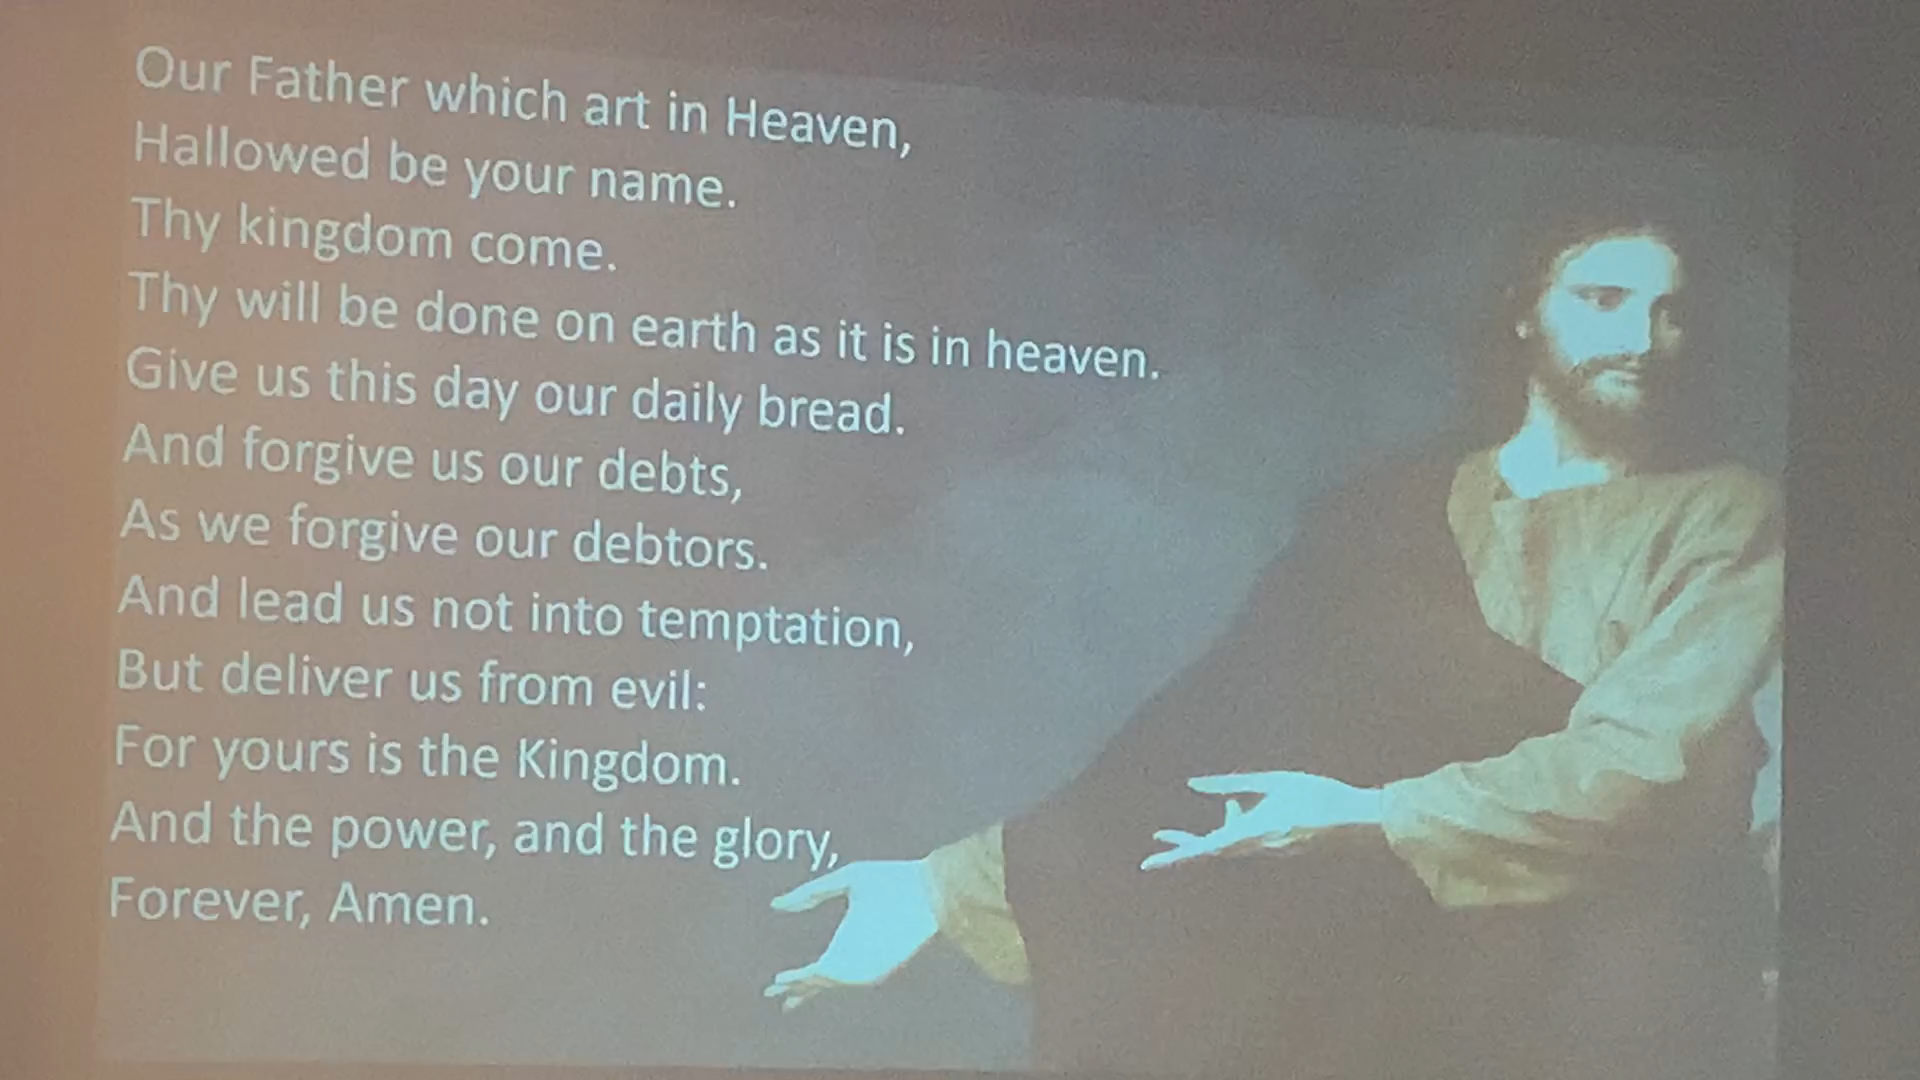 Our Father which art in Heaven,
Hallowed be your name.
Thy kingdom come.
Thy will be done on earth as it is in heaven.
Give us this day our daily bread.
And forgive us our debts,
As we forgive our debtors.
And lead us not into temptation,
But deliver us from evil:
For yours is the Kingdom.
And the power, and the glory,
Forever, Amen.